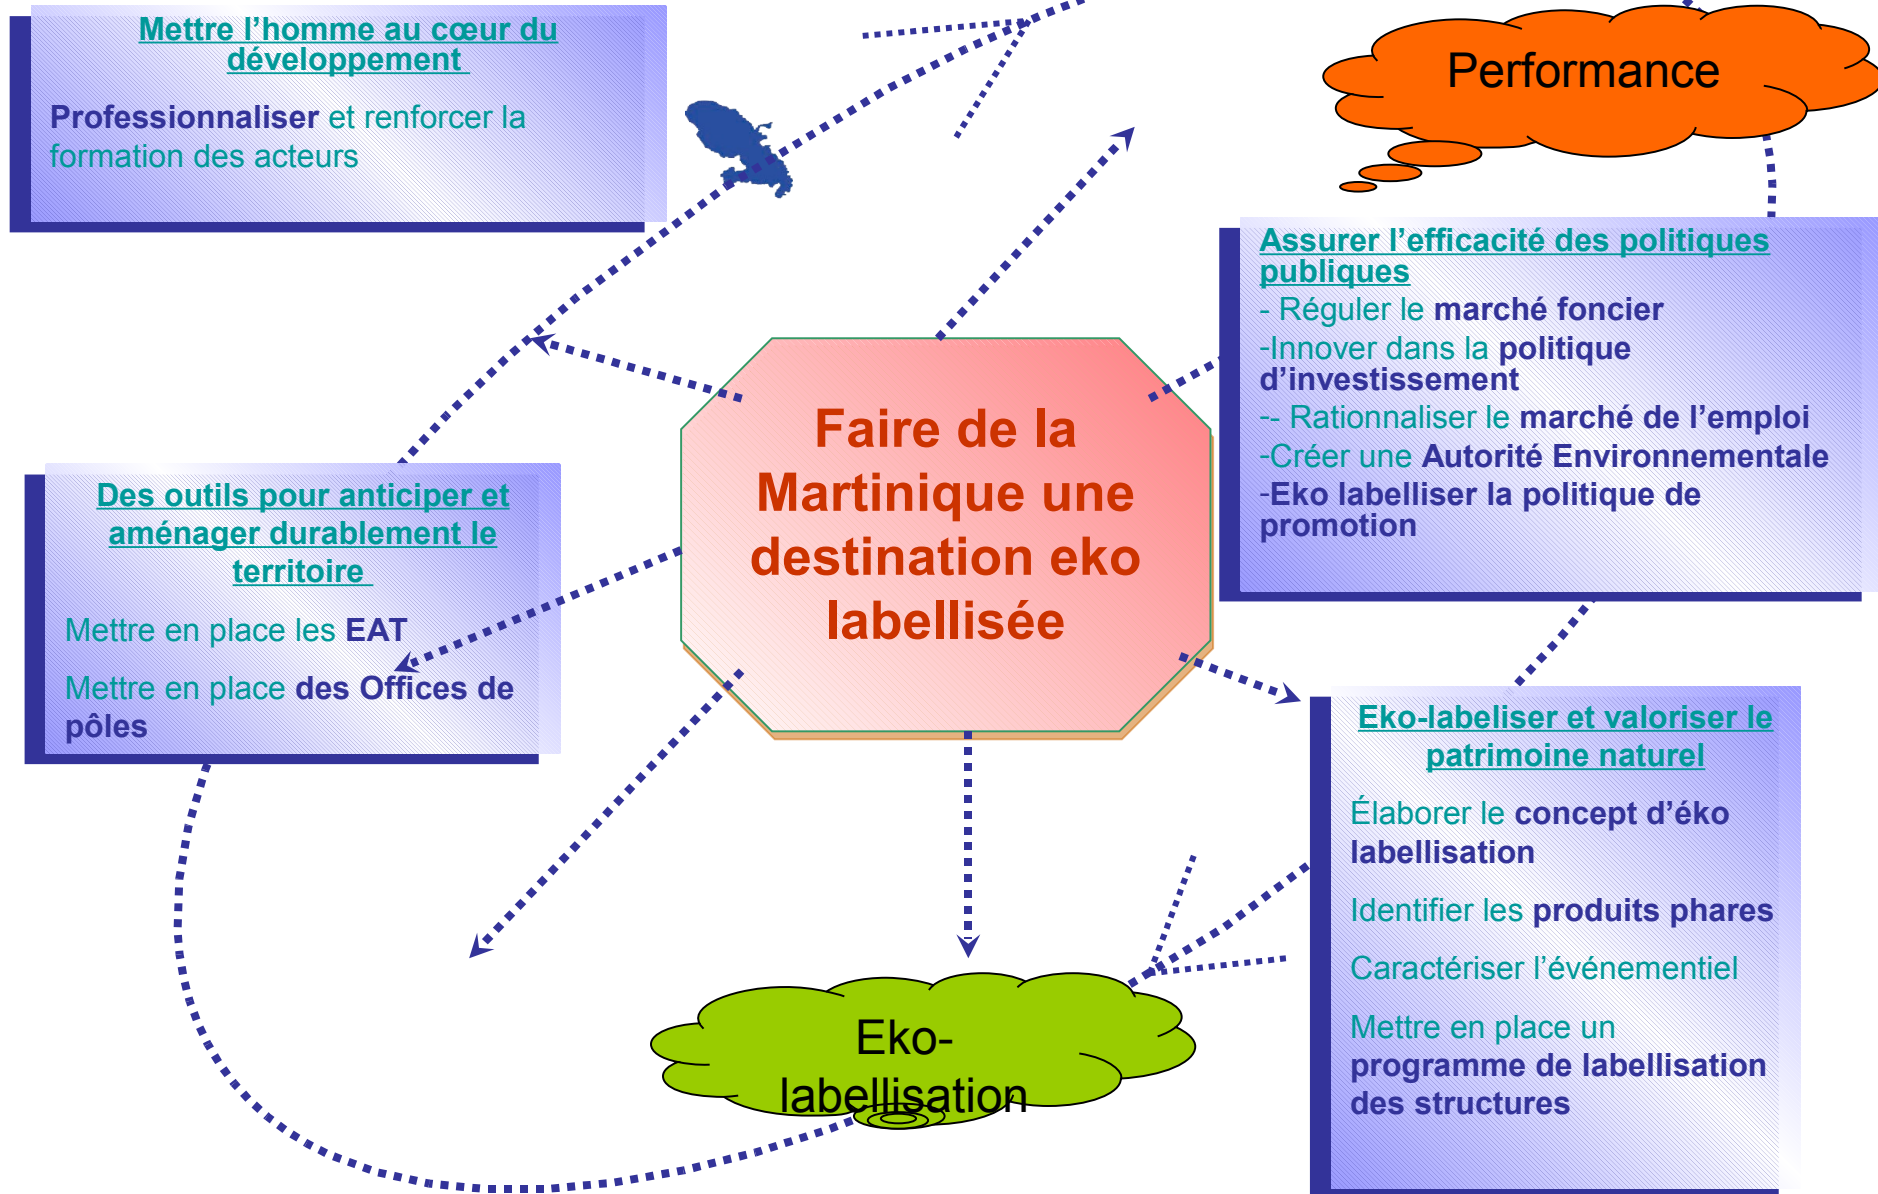 Mettre l’homme au cœur du
développement
Professionnaliser et renforcer la
formation des acteurs
Performance
Assurer l’efficacité des politiques
publiques
- Réguler le marché foncier
-Innover dans la politique
d’investissement
-- Rationnaliser le marché de l’emploi
-Créer une Autorité Environnementale
-Eko labelliser la politique de
promotion
Faire de la
Martinique une
destination eko
labellisée
Des outils pour anticiper et
aménager durablement le
territoire
Mettre en place les EAT
Mettre en place des Offices de
pôles
Eko-labeliser et valoriser le
patrimoine naturel
Élaborer le concept d’éko
labellisation
Identifier les produits phares
Caractériser l’événementiel
Mettre en place un
programme de labellisation
des structures
Eko-
labellisation